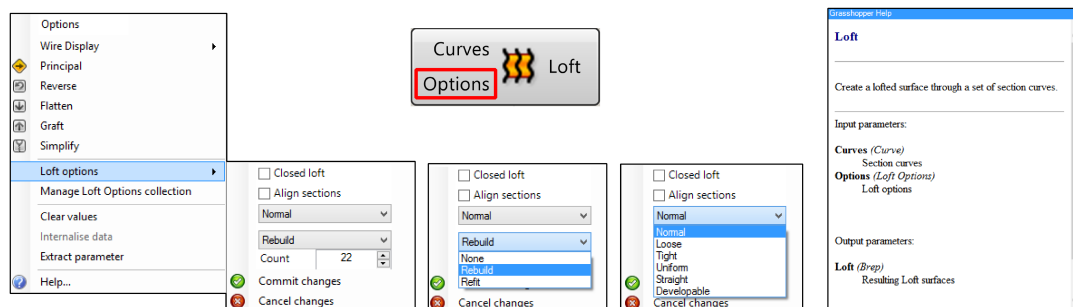 Options
Wire Display
Principal
Reverse
Flatten
Graft
Simplify
Loft options
Manage Loft Options collection
Clear values
Internalise data
Extract parameter
Help...
Closed loft
Align sections
Normal
Rebuild
Count 22
Commit changes
Cancel changes
Curves
Options
Loft
Closed loft
Align sections
Normal
Rebuild
None
Rebuild
Refit
Cancel changes
Closed loft
Align sections
Normal
Normal
Loose
Tight
Uniform
Straight
Developable
Cancel changes
Grasshopper Help
Loft
Create a lofted surface through a set of section curves.
Input parameters:
Curves (Curve)
Section curves
Options (Loft Options)
Loft options
Output parameters:
Loft (Brep)
Resulting Loft surfaces